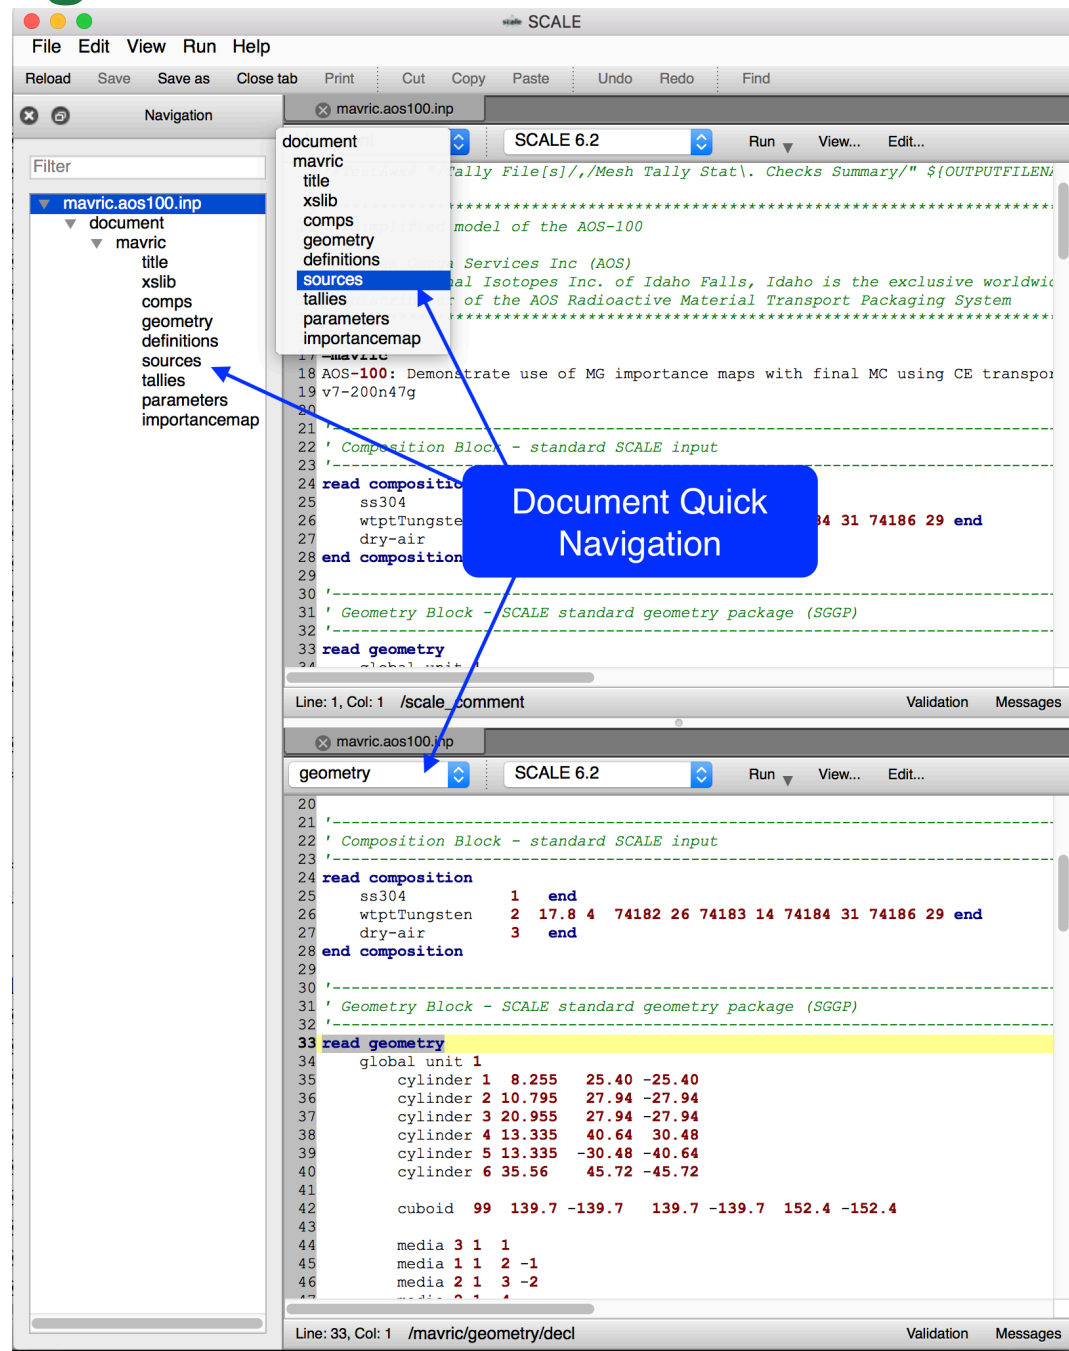 SCALE
File Edit View Run Help
Reload Save Save as Close tab Print Cut Copy Paste Undo Redo Find
Navigation
Filter
mavric.aos100.inp
document
mavric
title
xslib
comps
geometry
definitions
sources
tallies
parameters
importancemap
mavric.aos100.inp
SCALE 6.2 Run View... Edit...
document
mavric
title
xslib
comps
geometry
definitions
sources
tallies
parameters
importancemap
Tally File[s]/,/Mesh Tally Stat\. Checks Summary/" ${OUTPUTFILENA
*****************************************************************
model of the AOS-100
Services Inc (AOS)
Isotopes Inc. of Idaho Falls, Idaho is the exclusive worldwid
of the AOS Radioactive Material Transport Packaging System
*****************************************************************
17 =mavric
18 AOS-100: Demonstrate use of MG importance maps with final MC using CE transpor
19 v7-200n47g
20
21 '-----------------------------------------------------------------------------
22 ' Composition Block - standard SCALE input
23 '-----------------------------------------------------------------------------
24 read compositio
25 ss304
26 wtptTungste 84 31 74186 29 end
27 dry-air
28 end composition
29
30 '-----------------------------------------------------------------------------
31 ' Geometry Block - SCALE standard geometry package (SGGP)
32 '-----------------------------------------------------------------------------
33 read geometry
34 global unit 1
Document Quick
Navigation
Line: 1, Col: 1 /scale_comment Validation Messages
mavric.aos100.inp
geometry SCALE 6.2 Run View... Edit...
20
21 '-----------------------------------------------------------------------------
22 ' Composition Block - standard SCALE input
23 '-----------------------------------------------------------------------------
24 read composition
25 ss304 1 end
26 wtptTungsten 2 17.8 4 74182 26 74183 14 74184 31 74186 29 end
27 dry-air 3 end
28 end composition
29
30 '-----------------------------------------------------------------------------
31 ' Geometry Block - SCALE standard geometry package (SGGP)
32 '-----------------------------------------------------------------------------
33 read geometry
34 global unit 1
35 cylinder 1 8.255 25.40 -25.40
36 cylinder 2 10.795 27.94 -27.94
37 cylinder 3 20.955 27.94 -27.94
38 cylinder 4 13.335 40.64 30.48
39 cylinder 5 13.335 -30.48 -40.64
40 cylinder 6 35.56 45.72 -45.72
41
42 cuboid 99 139.7 -139.7 139.7 -139.7 152.4 -152.4
43
44 media 3 1 1
45 media 1 1 2 -1
46 media 2 1 3 -2
Line: 33, Col: 1 /mavric/geometry/decl Validation Messages